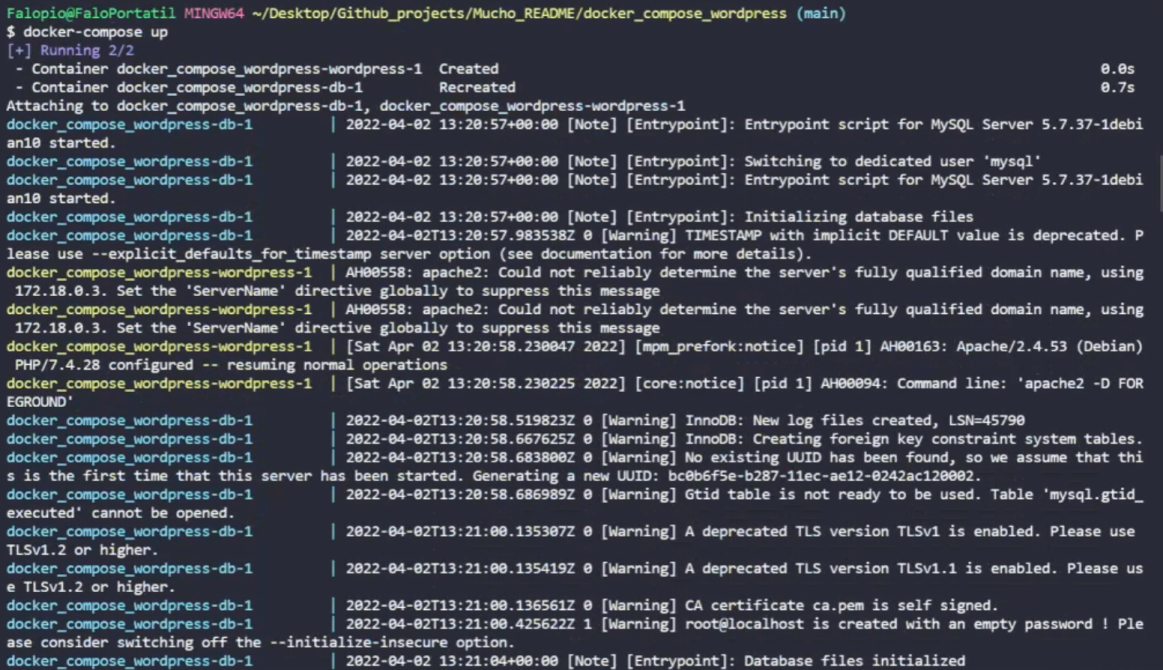 Falopio@FaloPortatil MINGW64 ~/Desktop/Github_projects/Mucho_README/docker_compose_wordpress (main)
$ docker-compose up
[+] Running 2/2
 - Container docker_compose_wordpress-wordpress-1  Created                                        0.0s
 - Container docker_compose_wordpress-db-1         Recreated                                      0.7s
Attaching to docker_compose_wordpress-db-1, docker_compose_wordpress-wordpress-1
docker_compose_wordpress-db-1         | 2022-04-02 13:20:57+00:00 [Note] [Entrypoint]: Entrypoint script for MySQL Server 5.7.37-1debi
an10 started.
docker_compose_wordpress-db-1         | 2022-04-02 13:20:57+00:00 [Note] [Entrypoint]: Switching to dedicated user 'mysql'
docker_compose_wordpress-db-1         | 2022-04-02 13:20:57+00:00 [Note] [Entrypoint]: Entrypoint script for MySQL Server 5.7.37-1debi
an10 started.
docker_compose_wordpress-db-1         | 2022-04-02 13:20:57+00:00 [Note] [Entrypoint]: Initializing database files
docker_compose_wordpress-db-1         | 2022-04-02T13:20:57.983538Z 0 [Warning] TIMESTAMP with implicit DEFAULT value is deprecated. P
lease use --explicit_defaults_for_timestamp server option (see documentation for more details).
docker_compose_wordpress-wordpress-1  | AH00558: apache2: Could not reliably determine the server's fully qualified domain name, using
 172.18.0.3. Set the 'ServerName' directive globally to suppress this message
docker_compose_wordpress-wordpress-1  | AH00558: apache2: Could not reliably determine the server's fully qualified domain name, using
 172.18.0.3. Set the 'ServerName' directive globally to suppress this message
docker_compose_wordpress-wordpress-1  | [Sat Apr 02 13:20:58.230047 2022] [mpm_prefork:notice] [pid 1] AH00163: Apache/2.4.53 (Debian)
 PHP/7.4.28 configured -- resuming normal operations
docker_compose_wordpress-wordpress-1  | [Sat Apr 02 13:20:58.230225 2022] [core:notice] [pid 1] AH00094: Command line: 'apache2 -D FOR
EGROUND'
docker_compose_wordpress-db-1         | 2022-04-02T13:20:58.519823Z 0 [Warning] InnoDB: New log files created, LSN=45790
docker_compose_wordpress-db-1         | 2022-04-02T13:20:58.667625Z 0 [Warning] InnoDB: Creating foreign key constraint system tables.
docker_compose_wordpress-db-1         | 2022-04-02T13:20:58.683800Z 0 [Warning] No existing UUID has been found, so we assume that thi
s is the first time that this server has been started. Generating a new UUID: bc0b6f5e-b287-11ec-ae12-0242ac120002.
docker_compose_wordpress-db-1         | 2022-04-02T13:20:58.686989Z 0 [Warning] Gtid table is not ready to be used. Table 'mysql.gtid_
executed' cannot be opened.
docker_compose_wordpress-db-1         | 2022-04-02T13:21:00.135307Z 0 [Warning] A deprecated TLS version TLSv1 is enabled. Please use
TLSv1.2 or higher.
docker_compose_wordpress-db-1         | 2022-04-02T13:21:00.135419Z 0 [Warning] A deprecated TLS version TLSv1.1 is enabled. Please us
e TLSv1.2 or higher.
docker_compose_wordpress-db-1         | 2022-04-02T13:21:00.136561Z 0 [Warning] CA certificate ca.pem is self signed.
docker_compose_wordpress-db-1         | 2022-04-02T13:21:00.425622Z 1 [Warning] root@localhost is created with an empty password ! Ple
ase consider switching off the --initialize-insecure option.
docker_compose_wordpress-db-1         | 2022-04-02 13:21:04+00:00 [Note] [Entrypoint]: Database files initialized